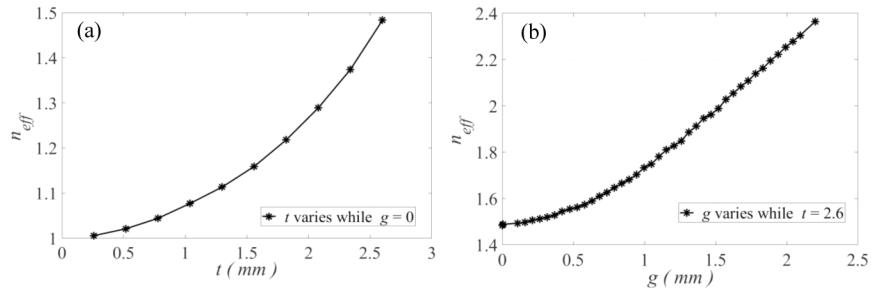 (a)
1.5
1.4
1.3
1.2
1.1
1
n_eff
0 0.5 1 1.5 2 2.5 3
t ( mm )
t varies while g = 0
(b)
2.4
2.2
2
1.8
1.6
1.4
n_eff
0 0.5 1 1.5 2 2.5
g ( mm )
g varies while t = 2.6